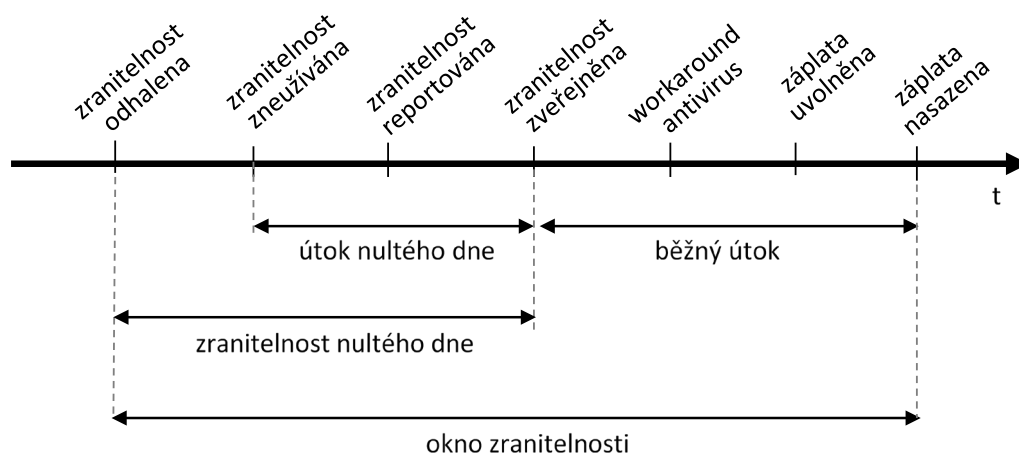 zranitelnost
odhalena
zranitelnost
zneužívána
zranitelnost
reportována
zranitelnost
zveřejněna
workaround
antivirus
záplata
uvolněna
záplata
nasazena
t
útok nultého dne
běžný útok
zranitelnost nultého dne
okno zranitelnosti